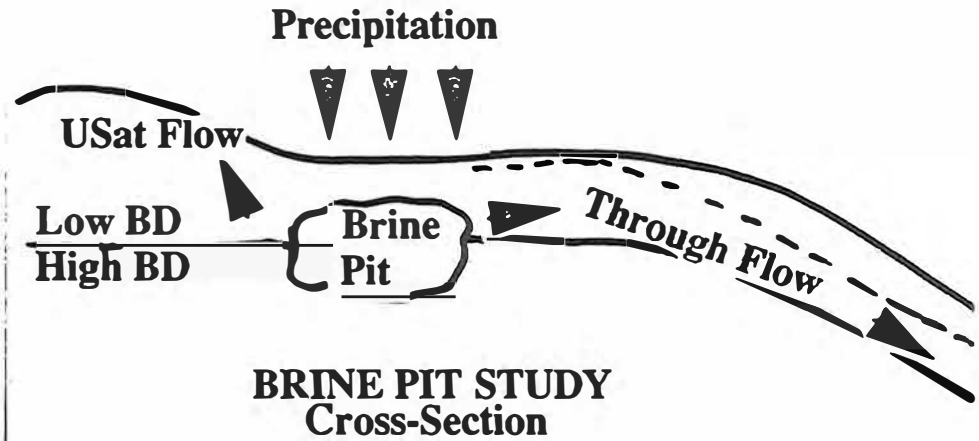 Precipitation
USat Flow
Low BD
High BD
Brine
Pit
Through Flow
BRINE PIT STUDY
Cross-Section